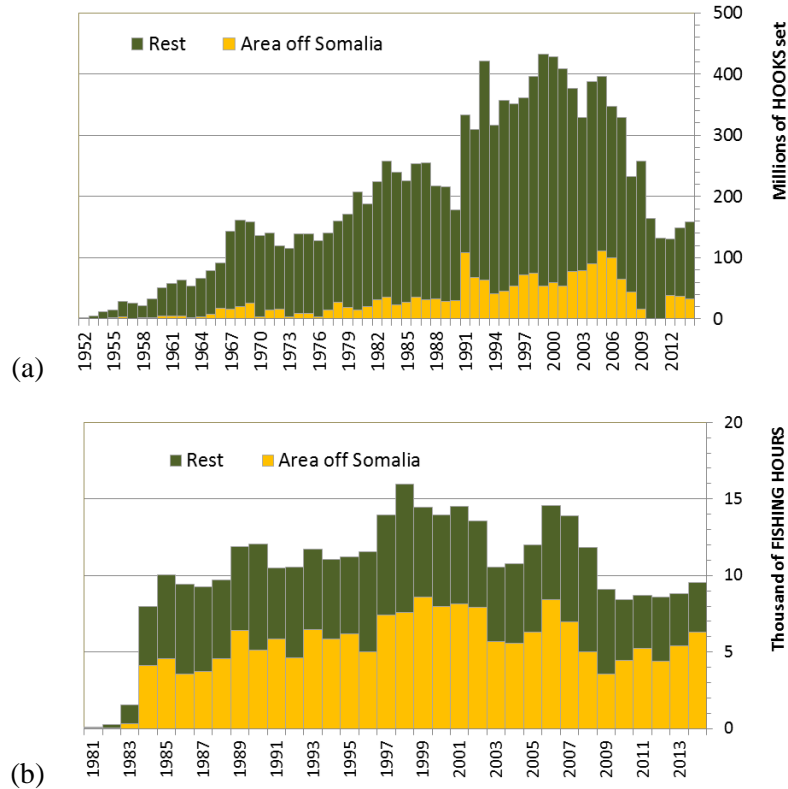 Rest Area off Somalia
500
400
300
200
100
0
Millions of HOOKS set
1952 1955 1958 1961 1964 1967 1970 1973 1976 1979 1982 1985 1988 1991 1994 1997 2000 2003 2006 2009 2012
(a)
Rest Area off Somalia
20
15
10
5
0
Thousand of FISHING HOURS
1981 1983 1985 1987 1989 1991 1993 1995 1997 1999 2001 2003 2005 2007 2009 2011 2013
(b)